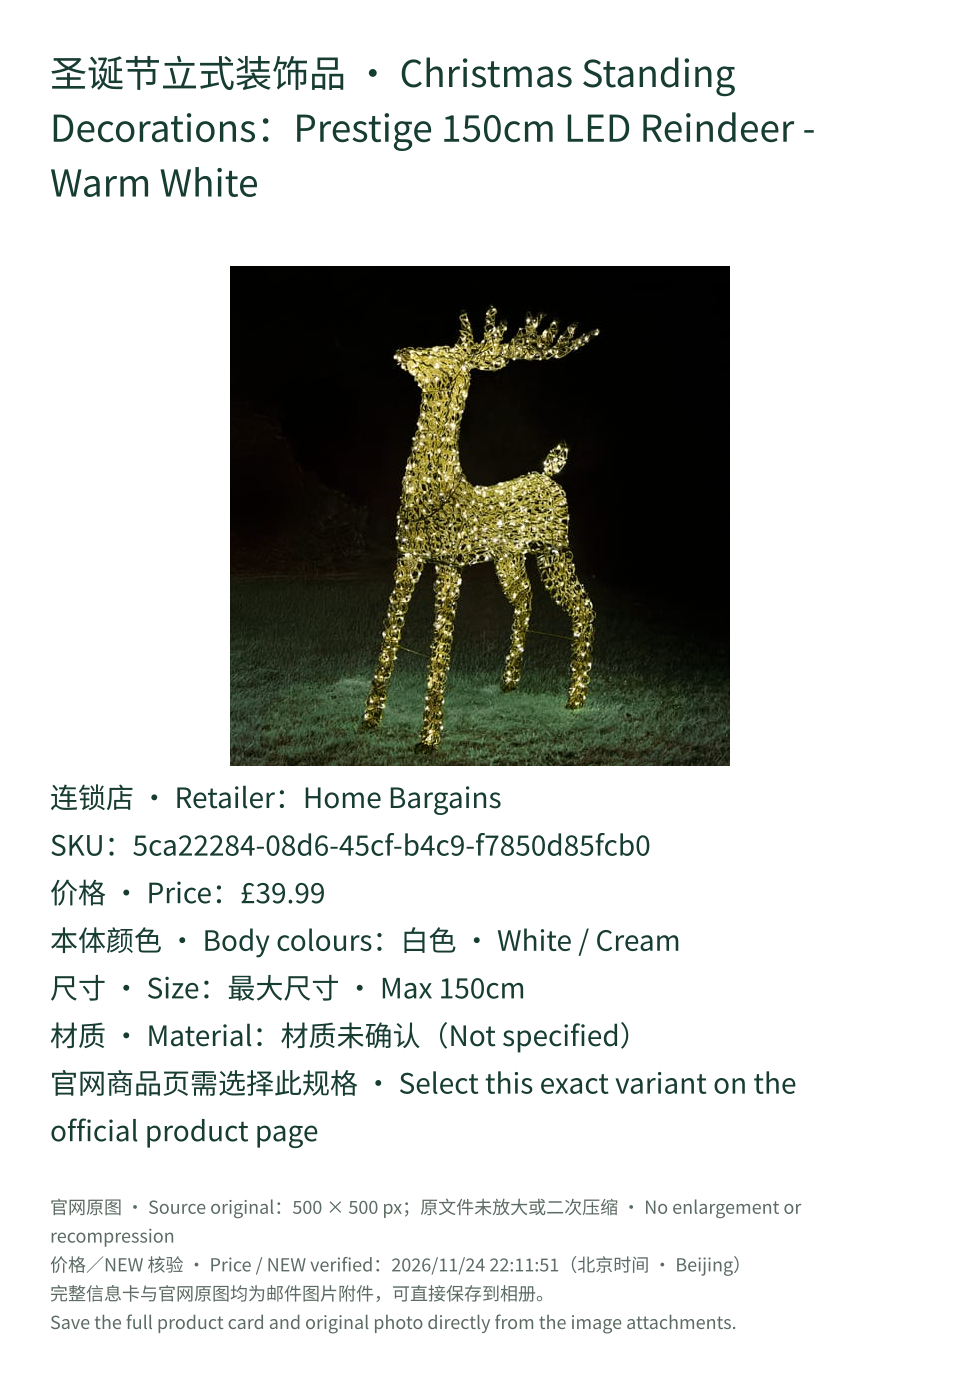 圣诞节立式装饰品 · Christmas Standing
Decorations：Prestige 150cm LED Reindeer -
Warm White
连锁店 · Retailer：Home Bargains
SKU：5ca22284-08d6-45cf-b4c9-f7850d85fcb0
价格 · Price：£39.99
本体颜色 · Body colours：白色 · White / Cream
尺寸 · Size：最大尺寸 · Max 150cm
材质 · Material：材质未确认（Not specified）
官网商品页需选择此规格 · Select this exact variant on the
official product page
官网原图 · Source original：500 × 500 px；原文件未放大或二次压缩 · No enlargement or
recompression
价格／NEW 核验 · Price / NEW verified：2026/11/24 22:11:51（北京时间 · Beijing）
完整信息卡与官网原图均为邮件图片附件，可直接保存到相册。
Save the full product card and original photo directly from the image attachments.